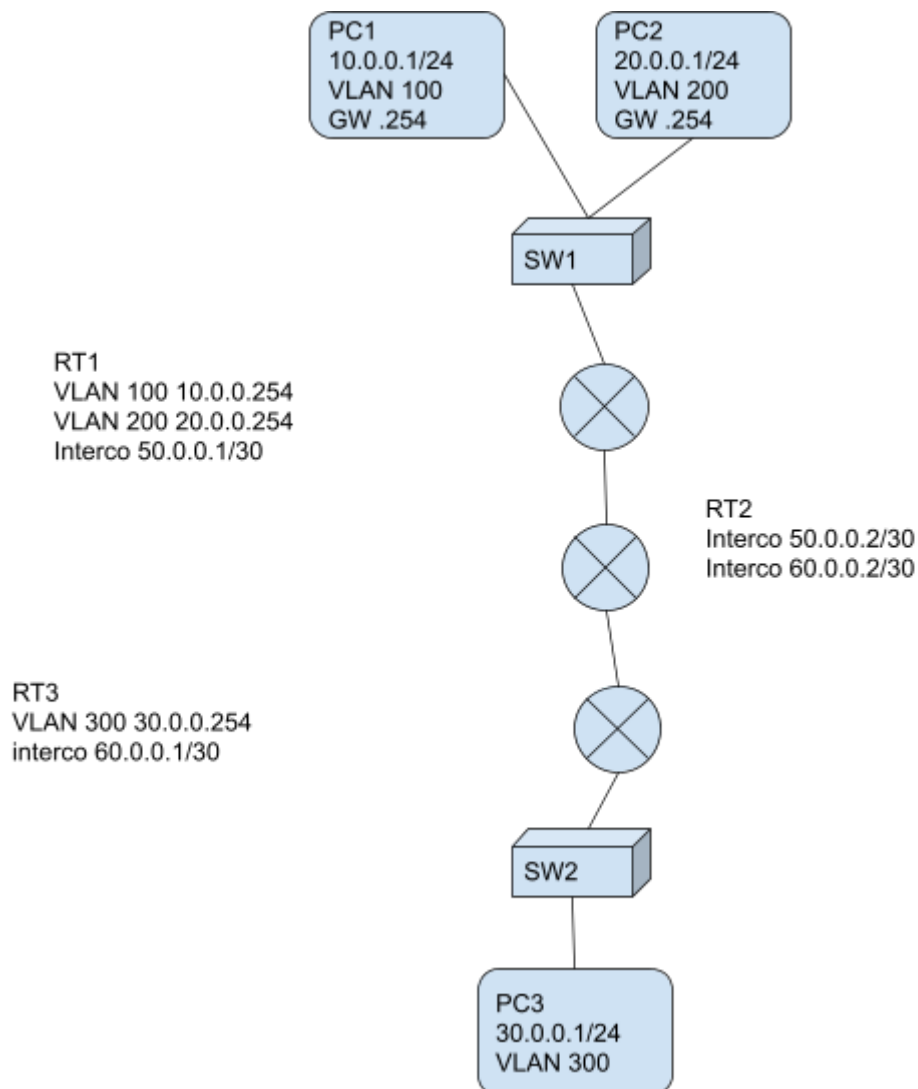 PC1
10.0.0.1/24
VLAN 100
GW .254
PC2
20.0.0.1/24
VLAN 200
GW .254
SW1
RT1
VLAN 100 10.0.0.254
VLAN 200 20.0.0.254
Interco 50.0.0.1/30
RT2
Interco 50.0.0.2/30
Interco 60.0.0.2/30
RT3
VLAN 300 30.0.0.254
interco 60.0.0.1/30
SW2
PC3
30.0.0.1/24
VLAN 300